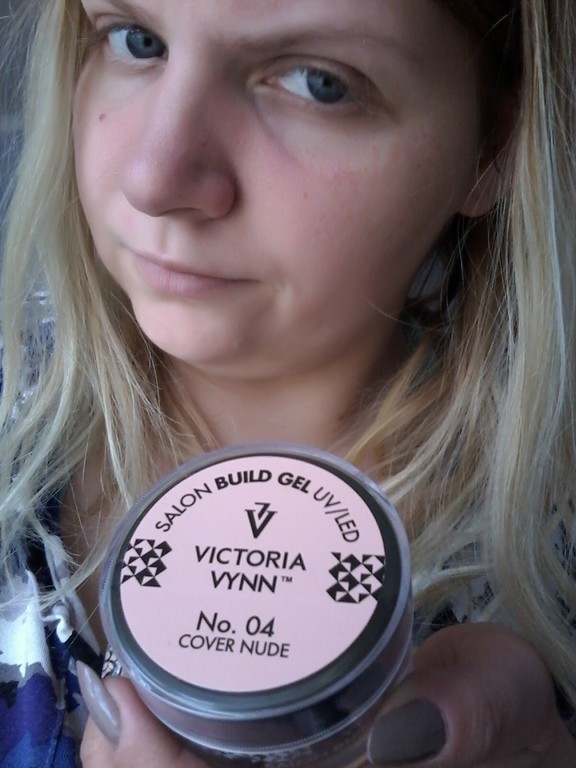 SALON BUILD GEL UV/LED
VICTORIA
VYNN™
No. 04
COVER NUDE